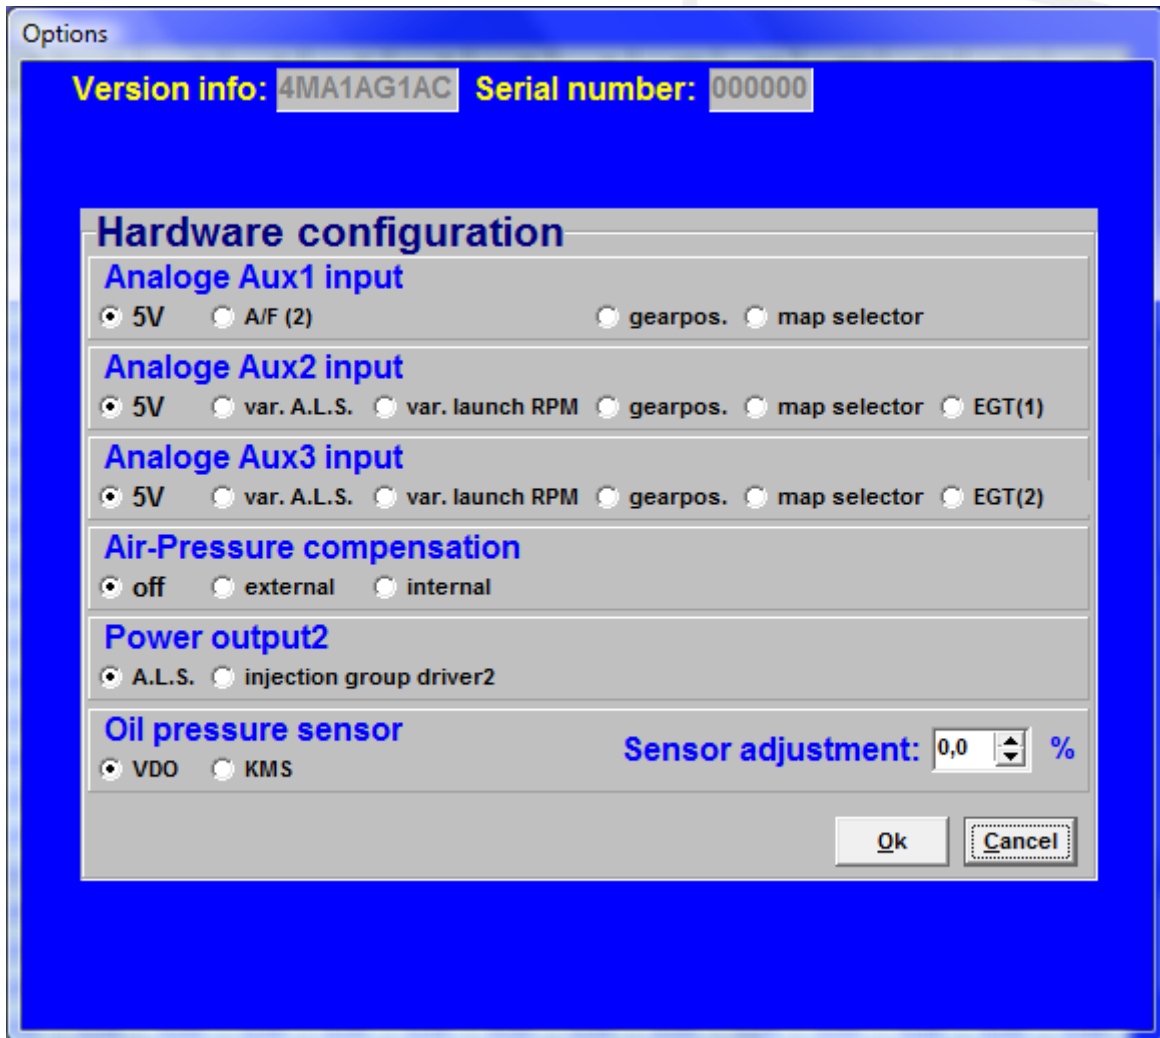 Options
Version info: 4MA1AG1AC Serial number: 000000
Hardware configuration
Analoge Aux1 input
5V A/F (2) gearpos. map selector
Analoge Aux2 input
5V var. A.L.S. var. launch RPM gearpos. map selector EGT(1)
Analoge Aux3 input
5V var. A.L.S. var. launch RPM gearpos. map selector EGT(2)
Air-Pressure compensation
off external internal
Power output2
A.L.S. injection group driver2
Oil pressure sensor
Sensor adjustment: 0,0 %
VDO KMS
Ok Cancel